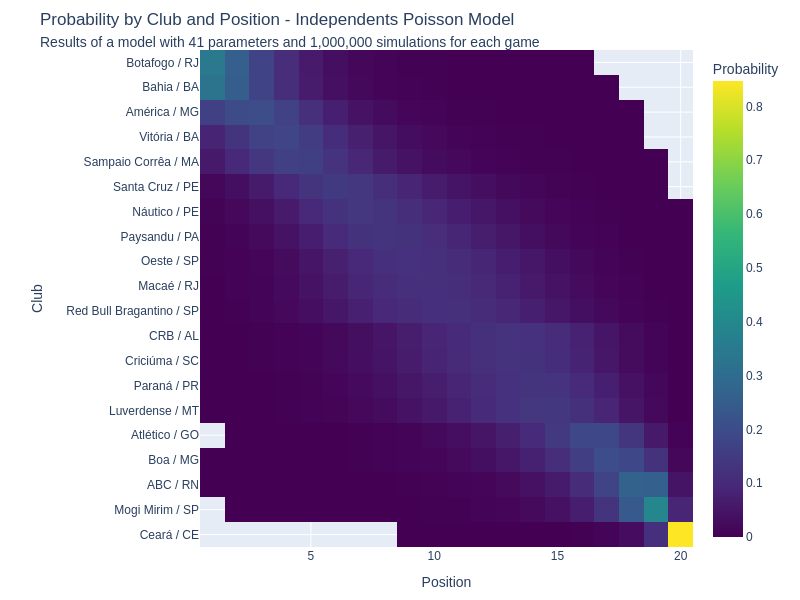 Probability by Club and Position - Independents Poisson Model
Results of a model with 41 parameters and 1,000,000 simulations for each game
Probability
Botafogo / RJ
Bahia / BA
América / MG
Vitória / BA
Sampaio Corrêa / MA
Santa Cruz / PE
Náutico / PE
Paysandu / PA
Oeste / SP
Macaé / RJ
Red Bull Bragantino / SP
CRB / AL
Criciúma / SC
Paraná / PR
Luverdense / MT
Atlético / GO
Boa / MG
ABC / RN
Mogi Mirim / SP
Ceará / CE
Club
5
10
15
20
Position
0.8
0.7
0.6
0.5
0.4
0.3
0.2
0.1
0